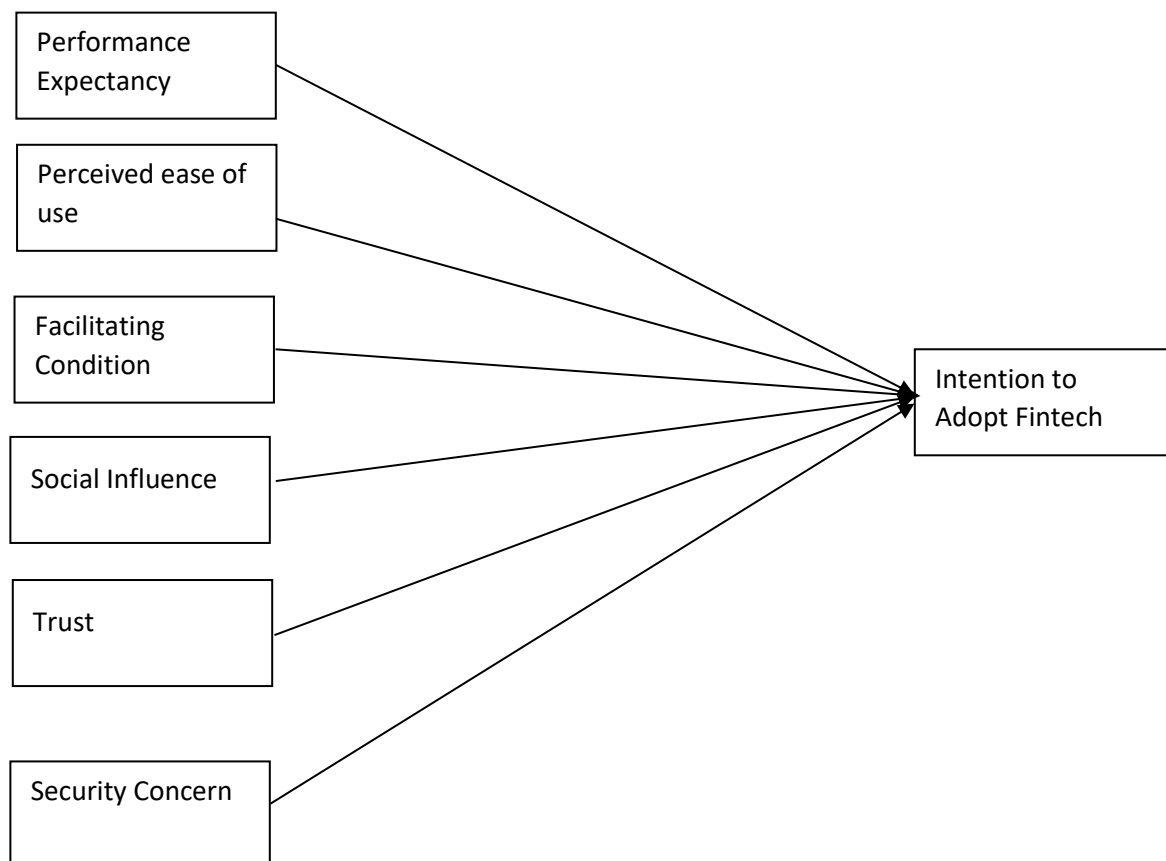 Performance
Expectancy
Perceived ease of
use
Facilitating
Condition
Social Influence
Trust
Security Concern
Intention to
Adopt Fintech